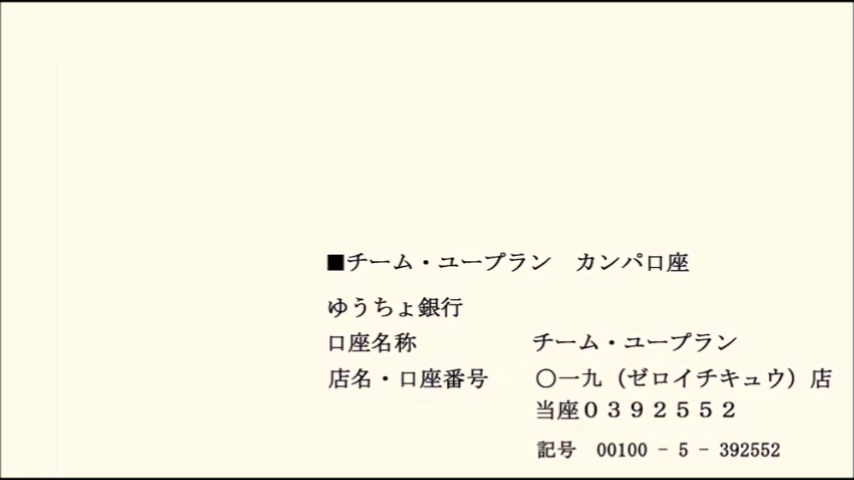 ■チーム・ユープラン　カンパ口座
ゆうちょ銀行
口座名称　チーム・ユープラン
店名・口座番号　〇一九（ゼロイチキュウ）店
当座０３９２５５２
記号　00100 － 5 － 392552